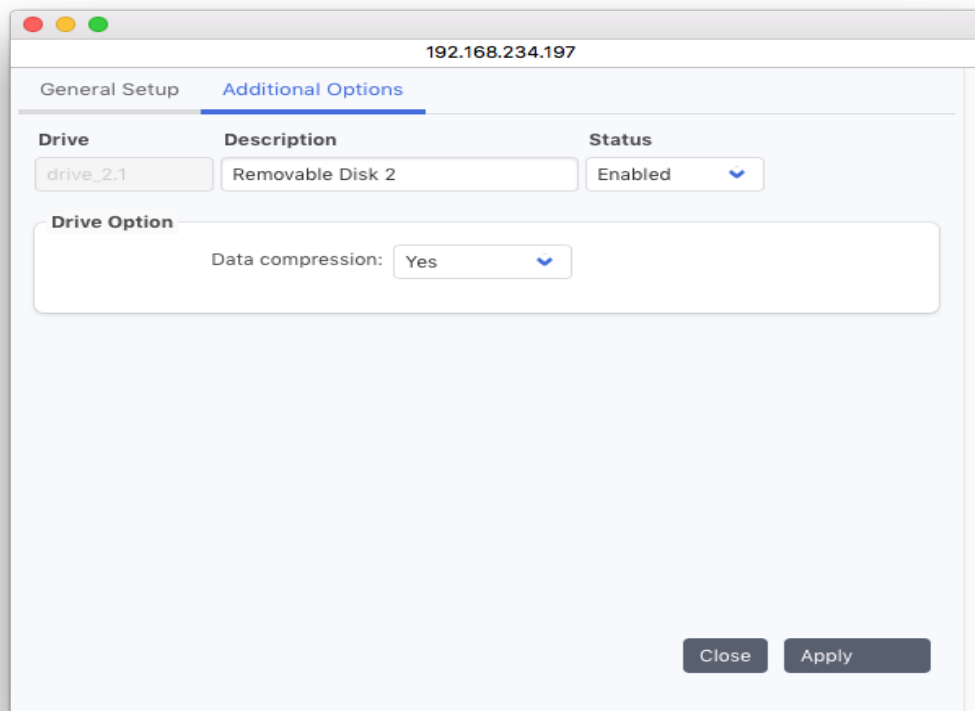 192.168.234.197
General Setup Additional Options
Drive Description Status
drive_2.1 Removable Disk 2 Enabled
Drive Option
Data compression: Yes
Close Apply